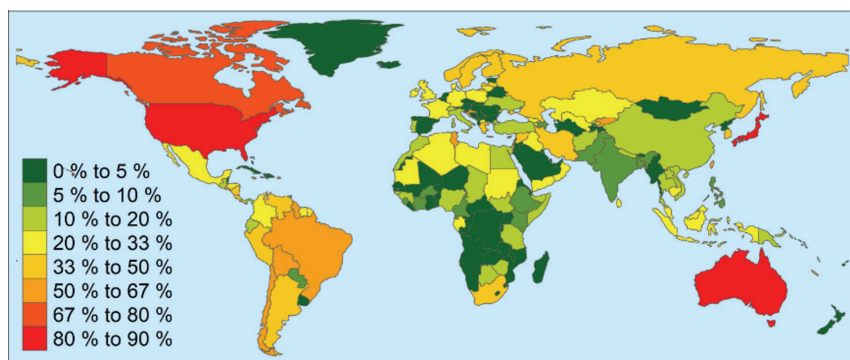 0 % to 5 %
5 % to 10 %
10 % to 20 %
20 % to 33 %
33 % to 50 %
50 % to 67 %
67 % to 80 %
80 % to 90 %